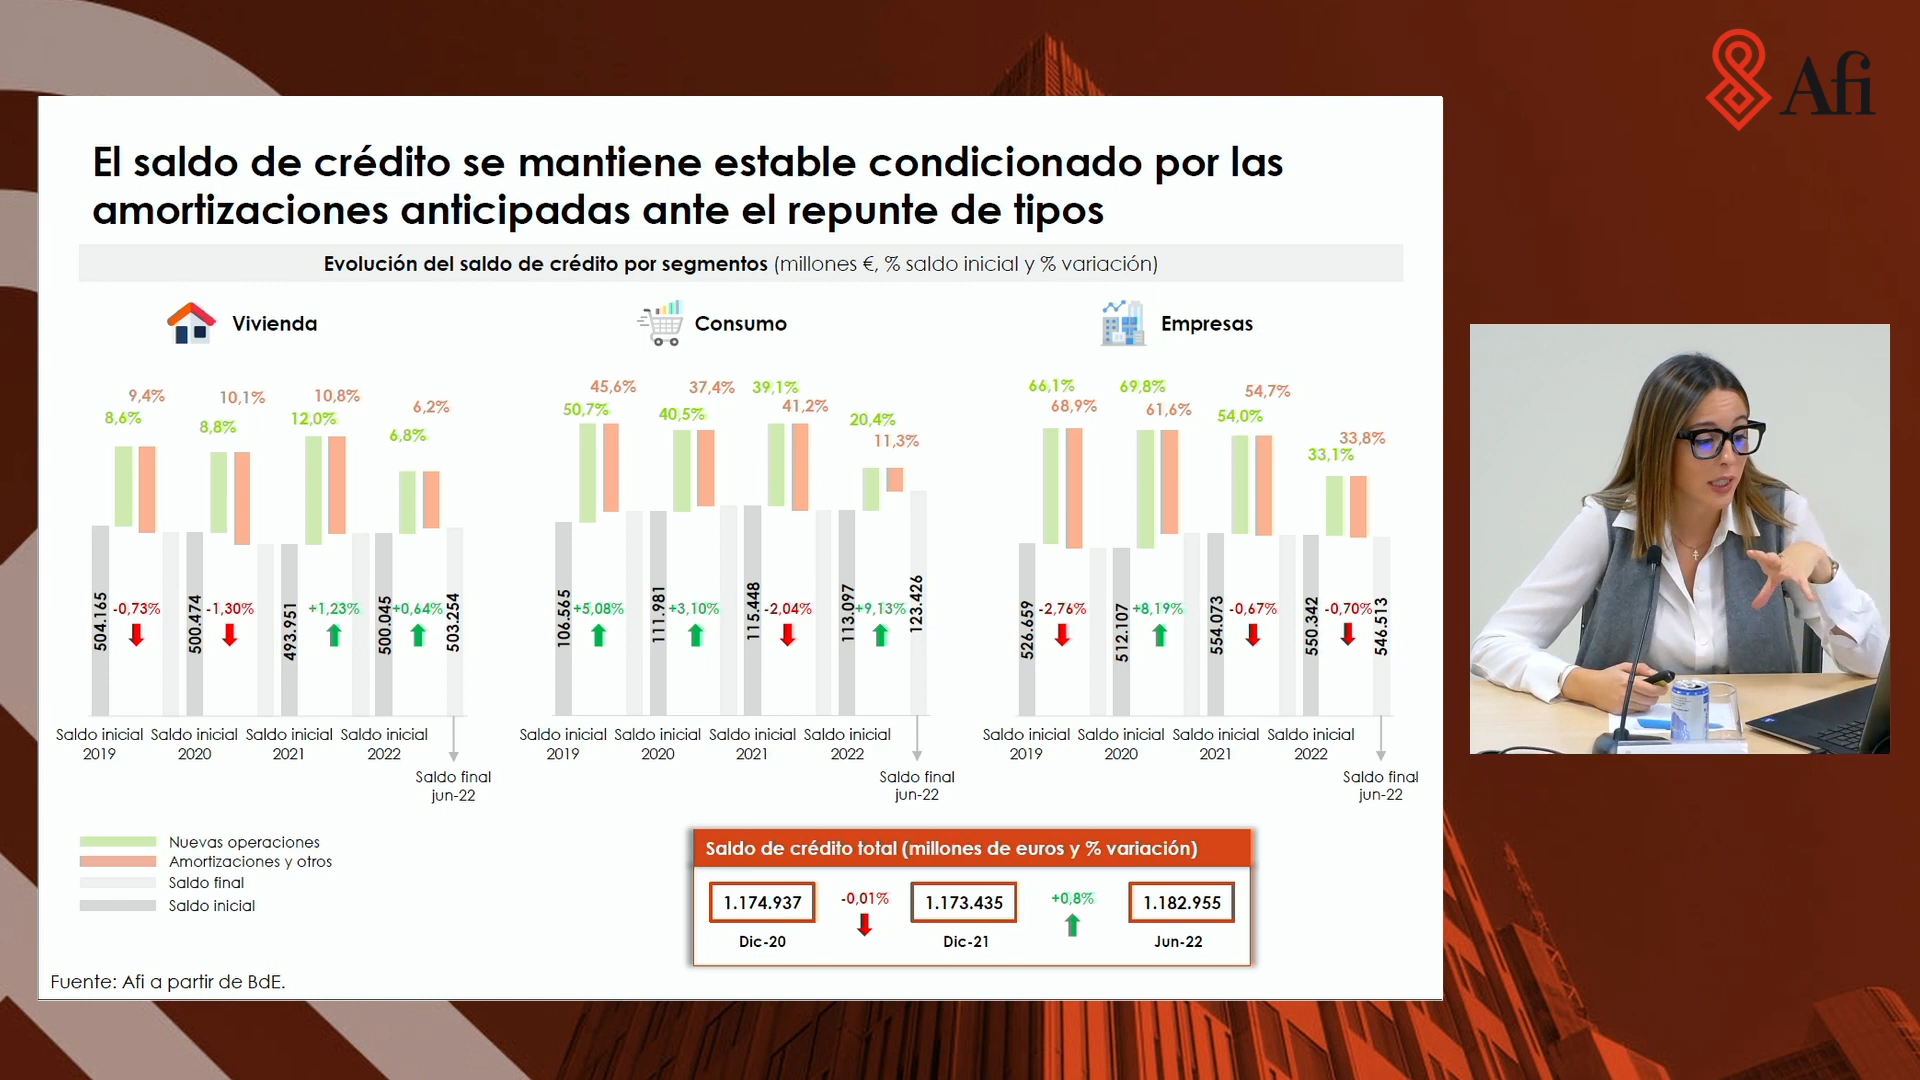 Afi
El saldo de crédito se mantiene estable condicionado por las
amortizaciones anticipadas ante el repunte de tipos
Evolución del saldo de crédito por segmentos (millones €, % saldo inicial y % variación)
Vivienda
9,4%
8,6%
10,1%
8,8%
10,8%
12,0%
6,2%
6,8%
504.165
-0,73%
500.474
-1,30%
493.951
+1,23%
500.045
+0,64%
503.254
Saldo inicial 2019
Saldo inicial 2020
Saldo inicial 2021
Saldo inicial 2022
Saldo final
jun-22
Consumo
45,6%
50,7%
37,4%
40,5%
39,1%
41,2%
20,4%
11,3%
106.565
+5,08%
111.981
+3,10%
115.448
-2,04%
113.097
+9,13%
123.426
Saldo inicial 2019
Saldo inicial 2020
Saldo inicial 2021
Saldo inicial 2022
Saldo final
jun-22
Empresas
66,1%
68,9%
69,8%
61,6%
54,7%
54,0%
33,8%
33,1%
526.659
-2,76%
512.107
+8,19%
554.073
-0,67%
550.342
-0,70%
546.513
Saldo inicial 2019
Saldo inicial 2020
Saldo inicial 2021
Saldo inicial 2022
Saldo final
jun-22
Nuevas operaciones
Amortizaciones y otros
Saldo final
Saldo inicial
Saldo de crédito total (millones de euros y % variación)
1.174.937
-0,01%
1.173.435
+0,8%
1.182.955
Dic-20
Dic-21
Jun-22
Fuente: Afi a partir de BdE.